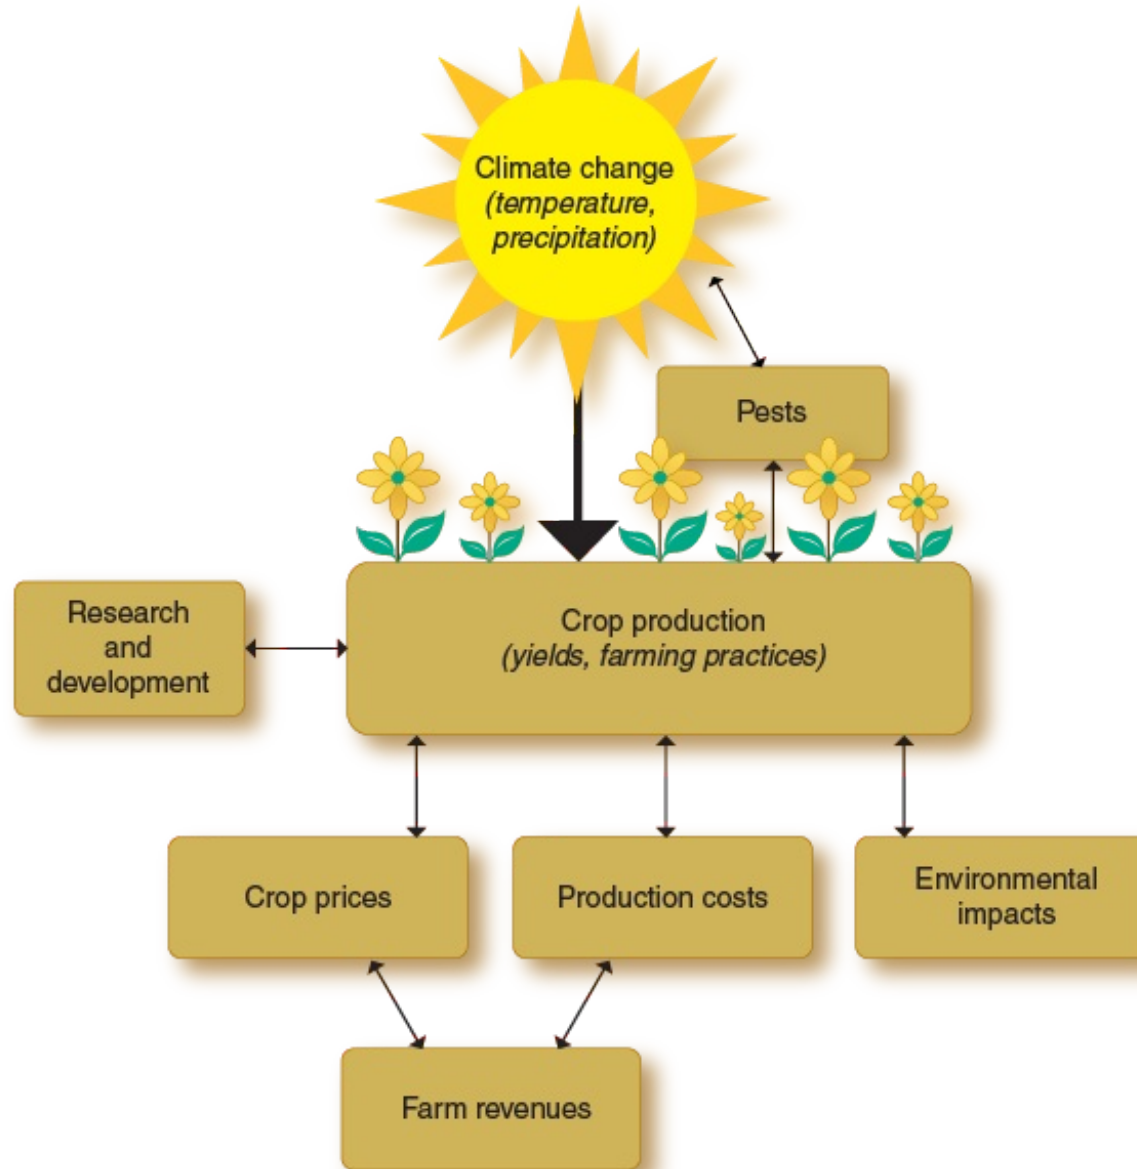 Climate change
(temperature,
precipitation)
Pests
Research
and
development
Crop production
(yields, farming practices)
Crop prices
Production costs
Environmental
impacts
Farm revenues